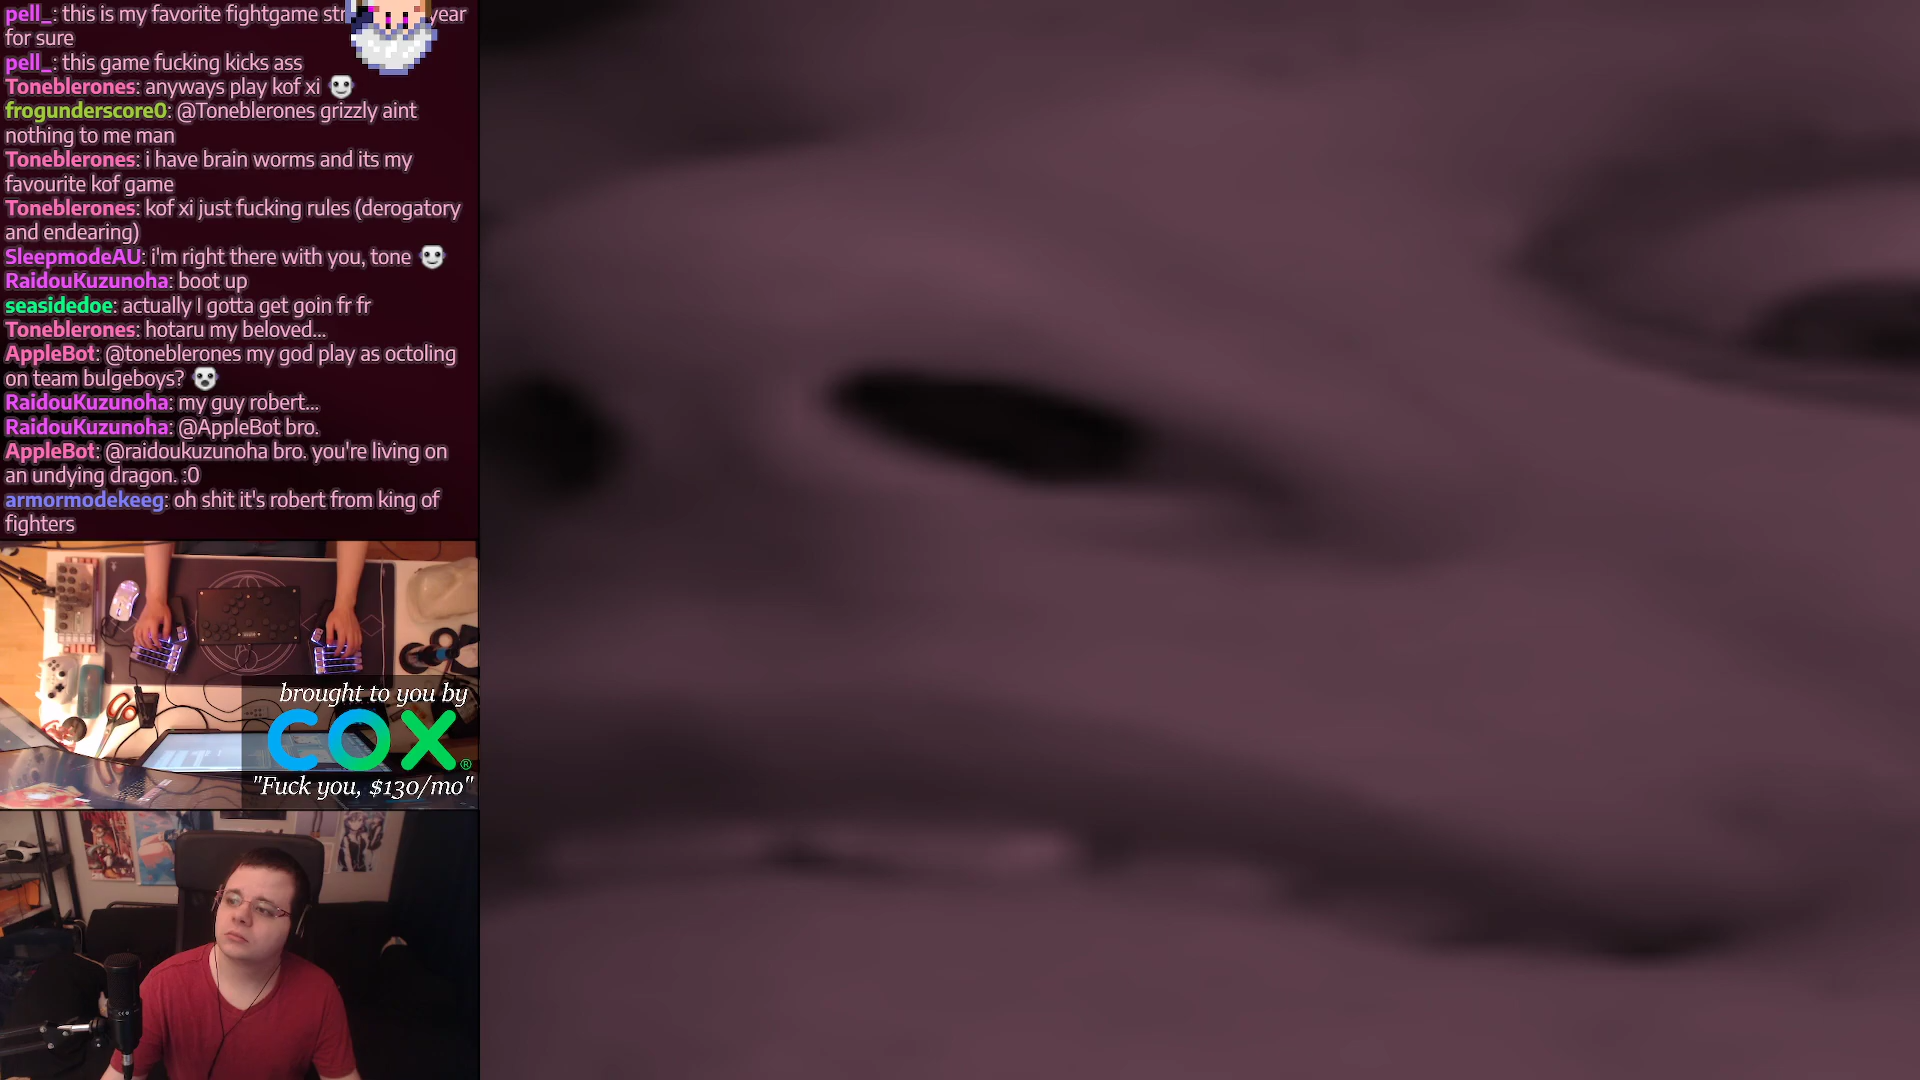 pell_: this is my favorite fightgame str year
for sure
pell_: this game fucking kicks ass
Toneblerones: anyways play kof xi
frogunderscore0: @Toneblerones grizzly aint
nothing to me man
Toneblerones: i have brain worms and its my
favourite kof game
Toneblerones: kof xi just fucking rules (derogatory
and endearing)
SleepmodeAU: i'm right there with you, tone
RaidouKuzunoha: boot up
seasidedoe: actually I gotta get goin fr fr
Toneblerones: hotaru my beloved...
AppleBot: @toneblerones my god play as octoling
on team bulgeboys?
RaidouKuzunoha: my guy robert...
RaidouKuzunoha: @AppleBot bro.
AppleBot: @raidoukuzunoha bro. you're living on
an undying dragon. :0
armormodekeeg: oh shit it's robert from king of
fighters
brought to you by
COX®
"Fuck you, $130/mo"